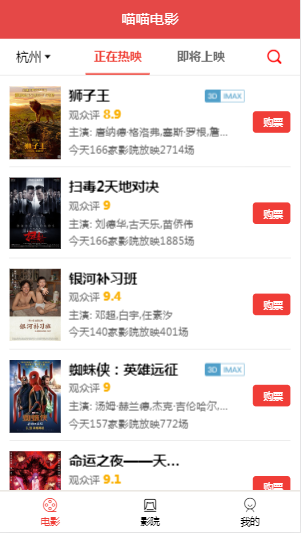 喵喵电影
杭州 正在热映 即将上映
狮子王 3D IMAX
观众评 8.9
购票
主演: 唐纳德·格洛弗,塞斯·罗根,詹...
今天166家影院放映2714场
扫毒2天地对决
观众评 9
购票
主演: 刘德华,古天乐,苗侨伟
今天166家影院放映1885场
银河补习班
观众评 9.4
购票
主演: 邓超,白宇,任素汐
今天140家影院放映401场
银河补习班
蜘蛛侠：英雄远征 3D IMAX
观众评 9
购票
主演: 汤姆·赫兰德,杰克·吉伦哈尔,...
今天157家影院放映772场
命运之夜——天...
观众评 9.1
购票
电影 影院 我的